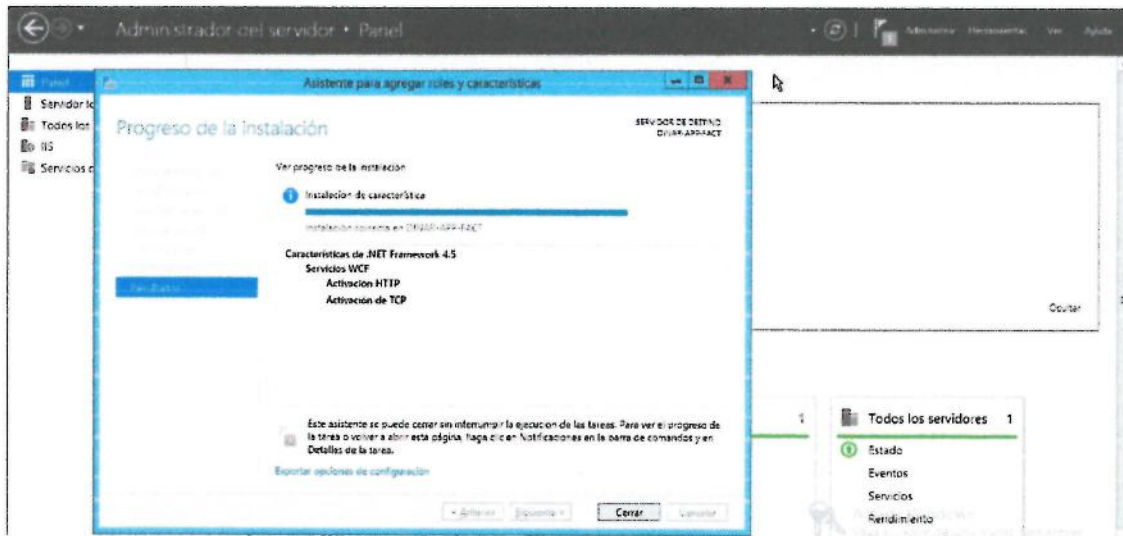 Administrador del servidor • Panel
Administrar Herramientas Ver Ayuda
Panel
Servidor lo
Todos los
IIS
Servicios d
Asistente para agregar roles y características
Progreso de la instalación
SERVIDOR DE DESTINO
Ver progreso de la instalación
Instalación de característica
Instalación correcta en
Características de .NET Framework 4.5
Servicios WCF
Activación HTTP
Activación de TCP
Resultados
Este asistente se puede cerrar sin interrumpir la ejecución de las tareas. Para ver el progreso de
la tarea o volver a abrir esta página, haga clic en Notificaciones en la barra de comandos y en
Detalles de la tarea.
Exportar opciones de configuración
< Anterior Siguiente > Cerrar Cancelar
Ocultar
1
Todos los servidores 1
Estado
Eventos
Servicios
Rendimiento